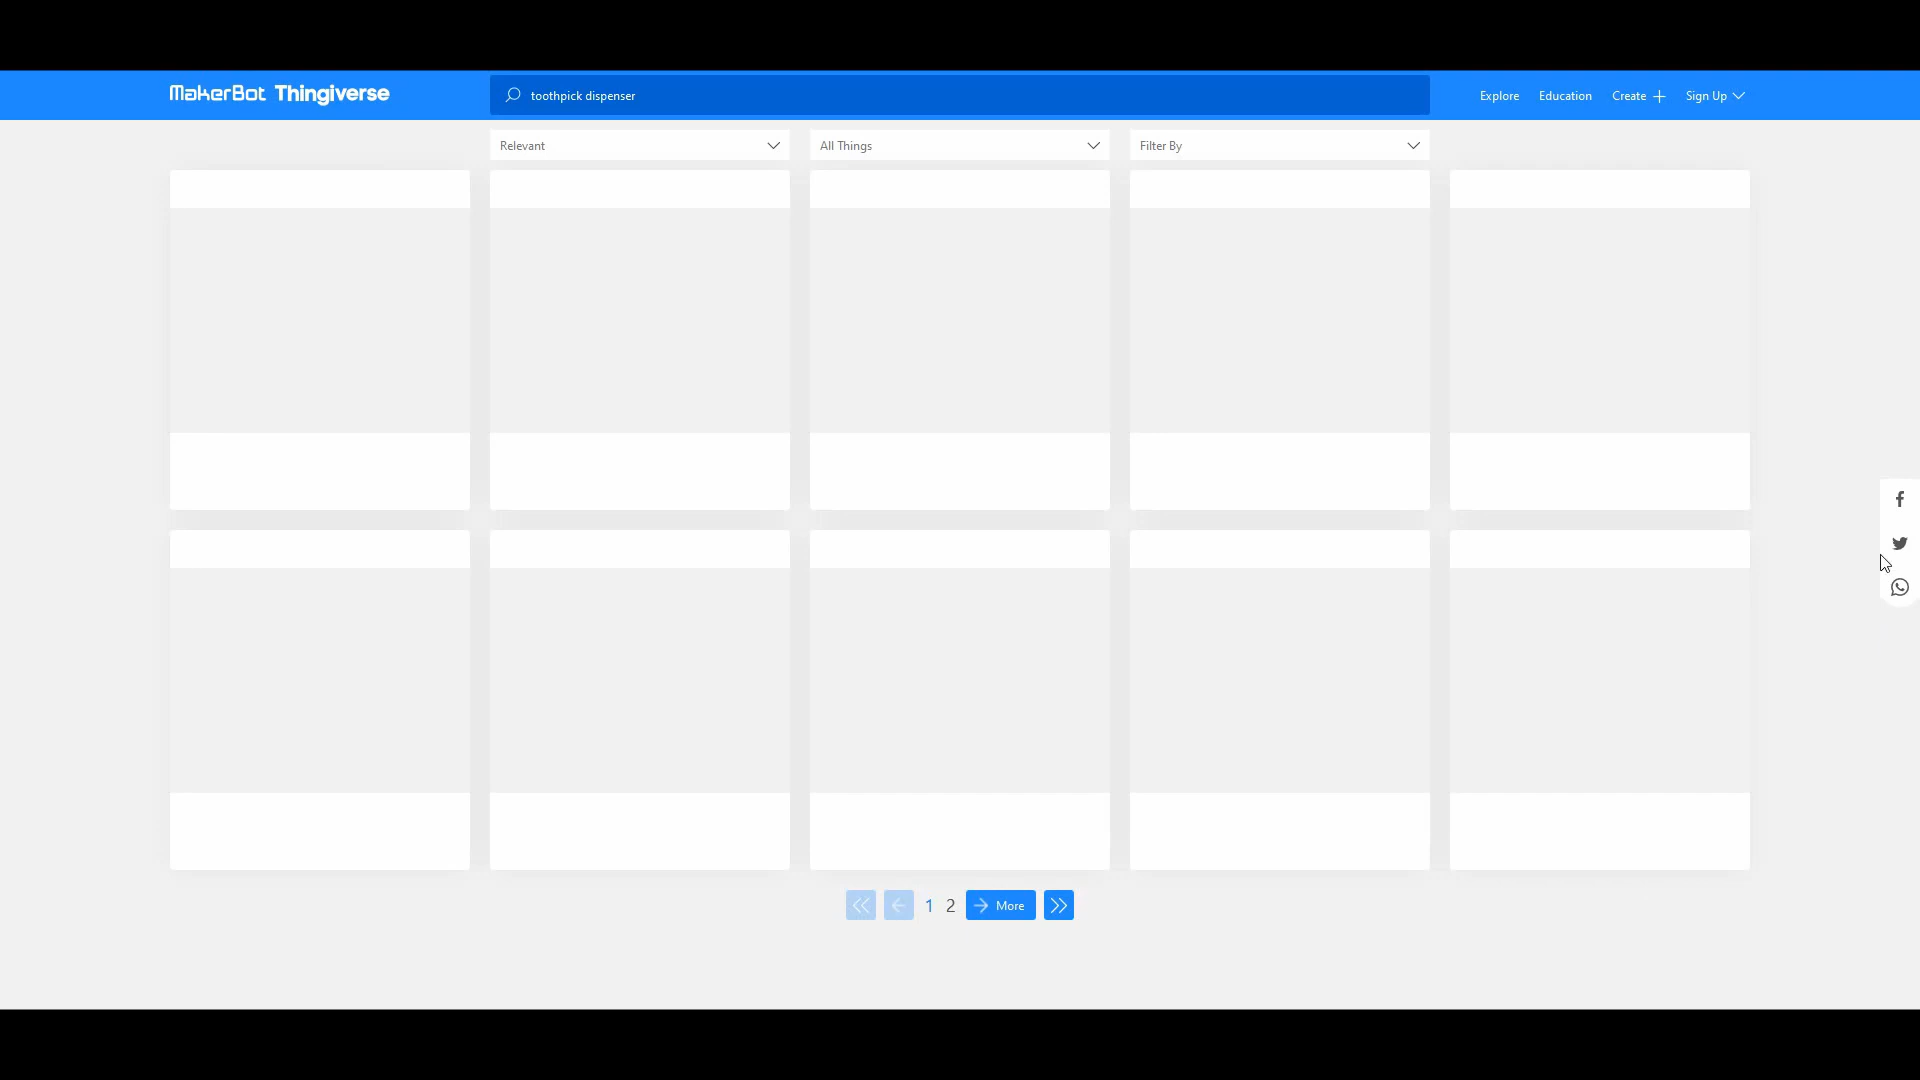 MakerBot Thingiverse
toothpick dispenser
Explore Education Create Sign Up
Relevant
All Things
Filter By
1 2 More